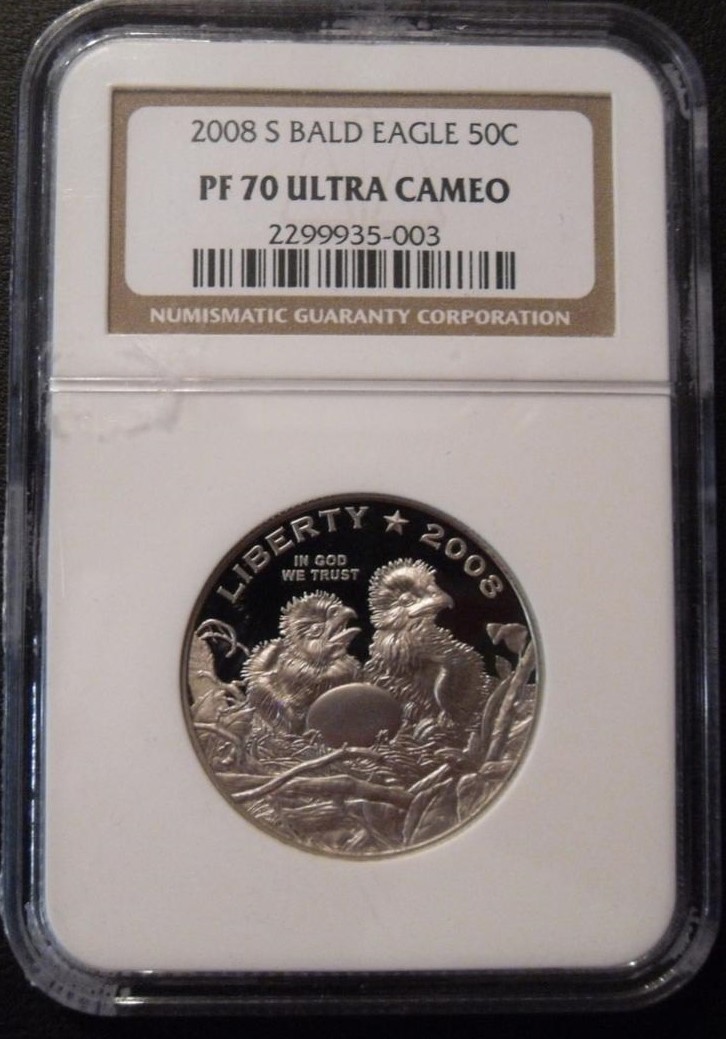 2008 S BALD EAGLE 50C
PF 70 ULTRA CAMEO
2299935-003
NUMISMATIC GUARANTY CORPORATION
LIBERTY ★ 2008
IN GOD
WE TRUST